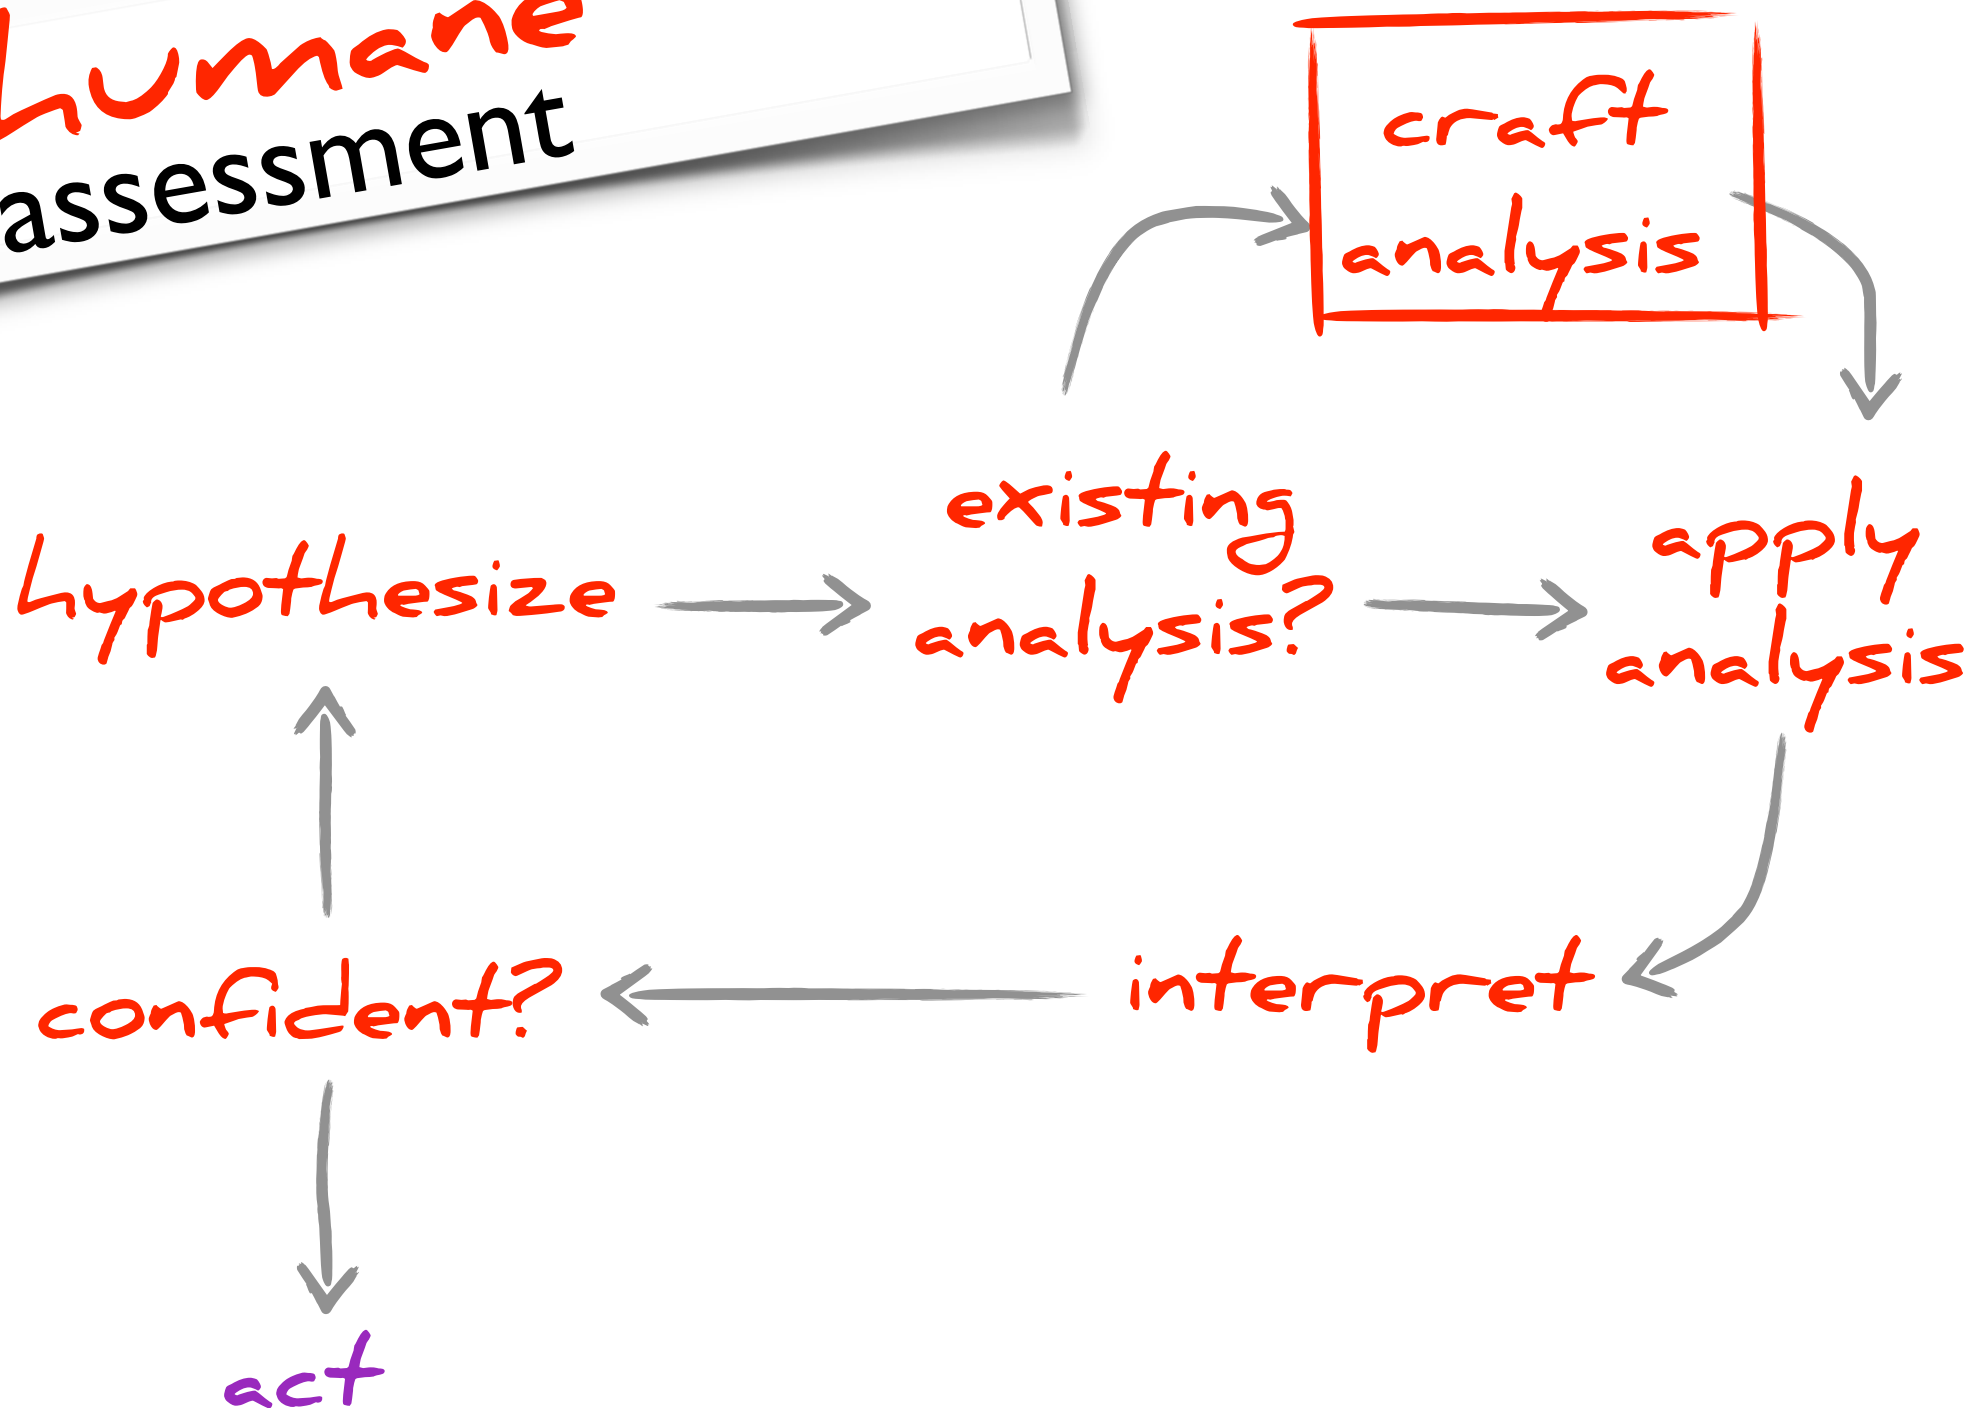 humane
assessment
craft
analysis
existing
analysis?
apply
analysis
hypothesize
confident?
interpret
act